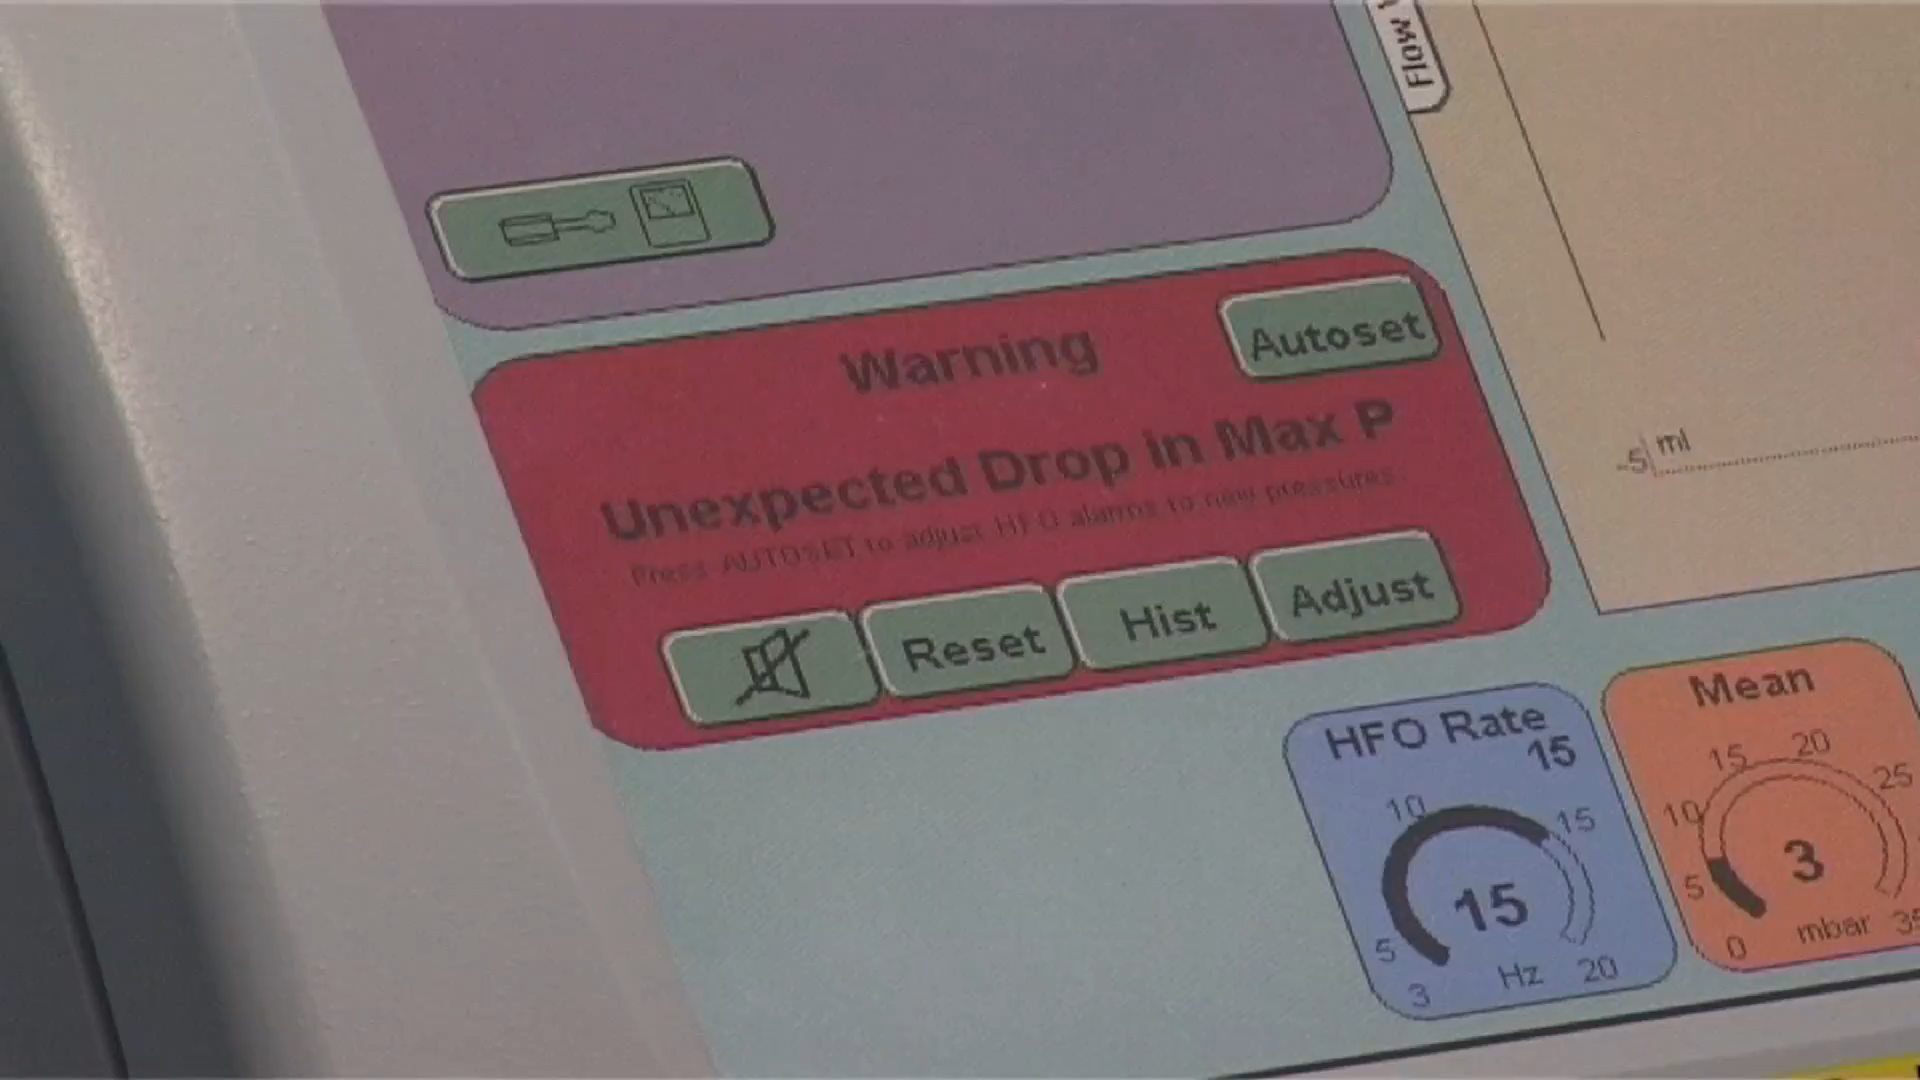 Flow
Warning
Autoset
Unexpected Drop in Max P
Press AUTOSET to adjust HFO alarms to new pressures.
Reset
Hist
Adjust
-5 ml
HFO Rate
15
10
15
15
5
Hz
20
3
Mean
20
15
25
10
3
5
mbar
35
0